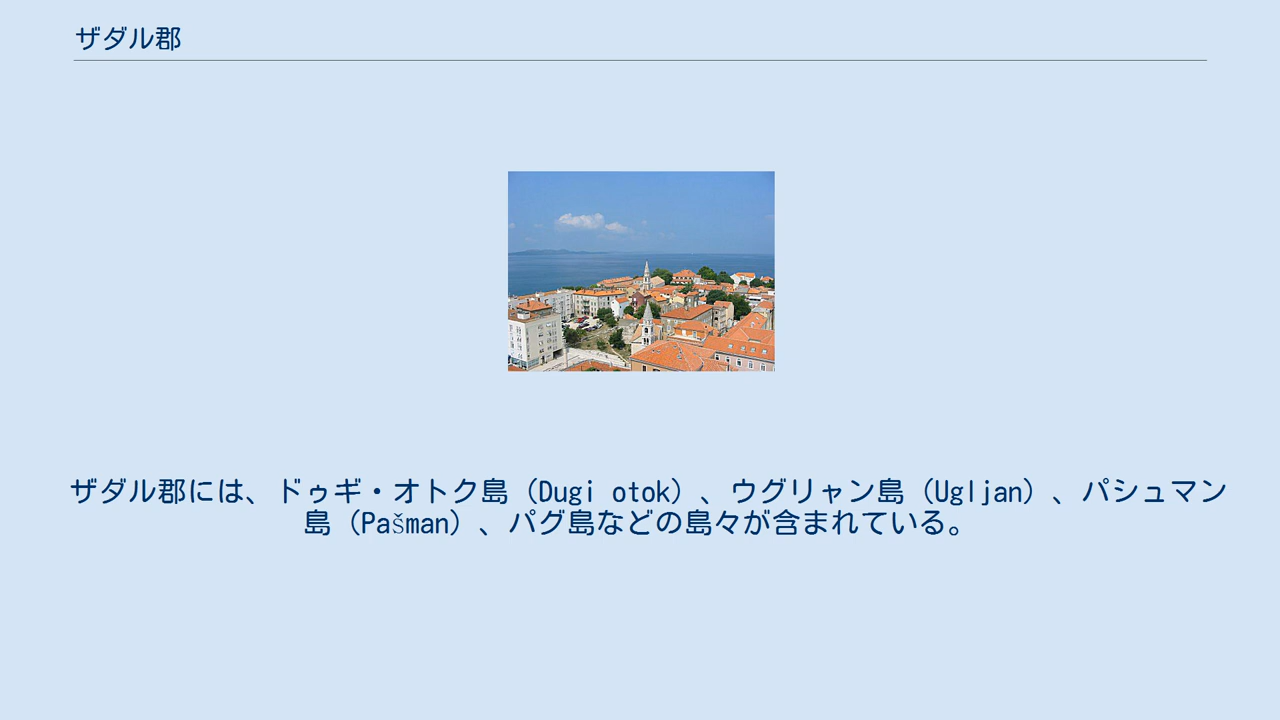 ザダル郡
ザダル郡には、ドゥギ・オトク島（Dugi otok）、ウグリャン島（Ugljan）、パシュマン
島（Pašman）、パグ島などの島々が含まれている。